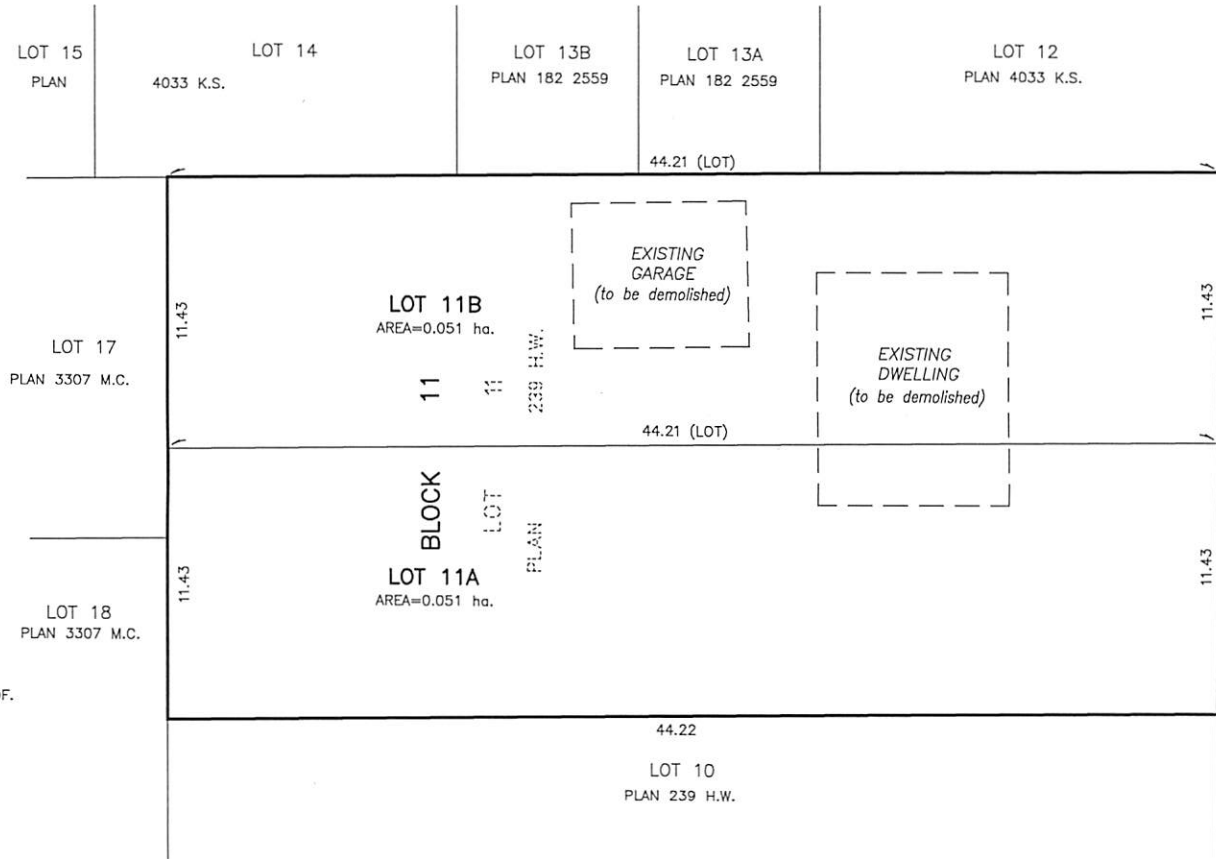 LOT 15
PLAN
LOT 14
4033 K.S.
LOT 13B
PLAN 182 2559
LOT 13A
PLAN 182 2559
LOT 12
PLAN 4033 K.S.
44.21 (LOT)
EXISTING
GARAGE
(to be demolished)
LOT 11B
AREA=0.051 ha.
11.43
11.43
LOT 17
PLAN 3307 M.C.
EXISTING
DWELLING
(to be demolished)
44.21 (LOT)
BLOCK 11
LOT 11
PLAN 239 H.W.
LOT 11A
AREA=0.051 ha.
11.43
11.43
LOT 18
PLAN 3307 M.C.
F.
44.22
LOT 10
PLAN 239 H.W.